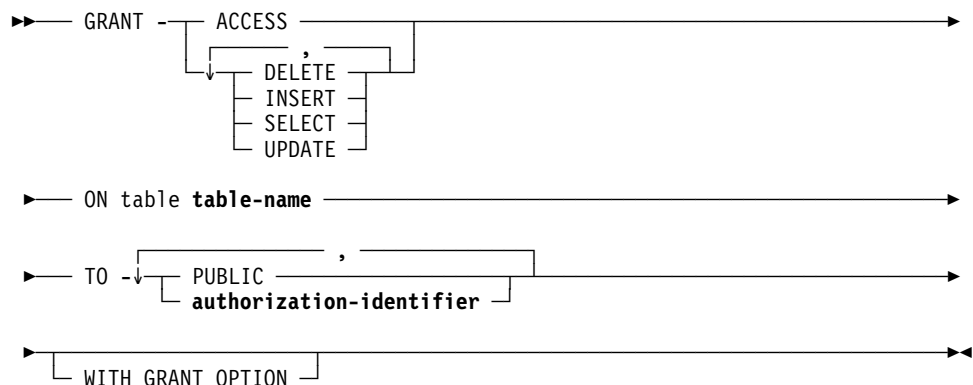 GRANT ACCESS
,
DELETE
INSERT
SELECT
UPDATE
ON table table-name
,
TO PUBLIC
authorization-identifier
WITH GRANT OPTION